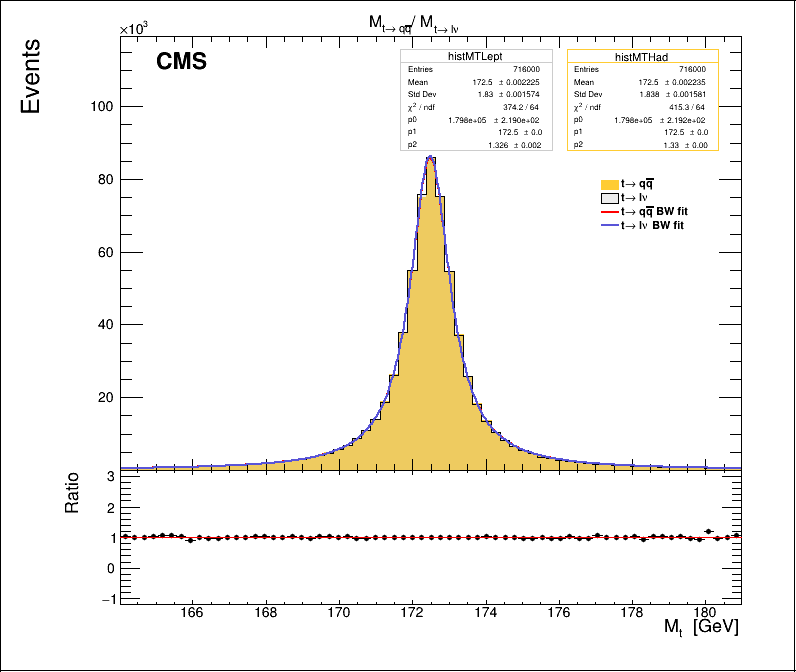 M t→ qq̅ / M t→ lν
×10³
Events
CMS
histMTLept
Entries 716000
Mean 172.5 ± 0.002225
Std Dev 1.83 ± 0.001574
χ² / ndf 374.2 / 64
p0 1.798e+05 ± 2.190e+02
p1 172.5 ± 0.0
p2 1.326 ± 0.002
histMTHad
Entries 716000
Mean 172.5 ± 0.002235
Std Dev 1.838 ± 0.001581
χ² / ndf 415.3 / 64
p0 1.798e+05 ± 2.192e+02
p1 172.5 ± 0.0
p2 1.33 ± 0.00
t→ qq̅
t→ lν
t→ qq̅ BW fit
t→ lν BW fit
100
80
60
40
20
Ratio
3
2
1
0
−1
166 168 170 172 174 176 178 180
Mₜ [GeV]